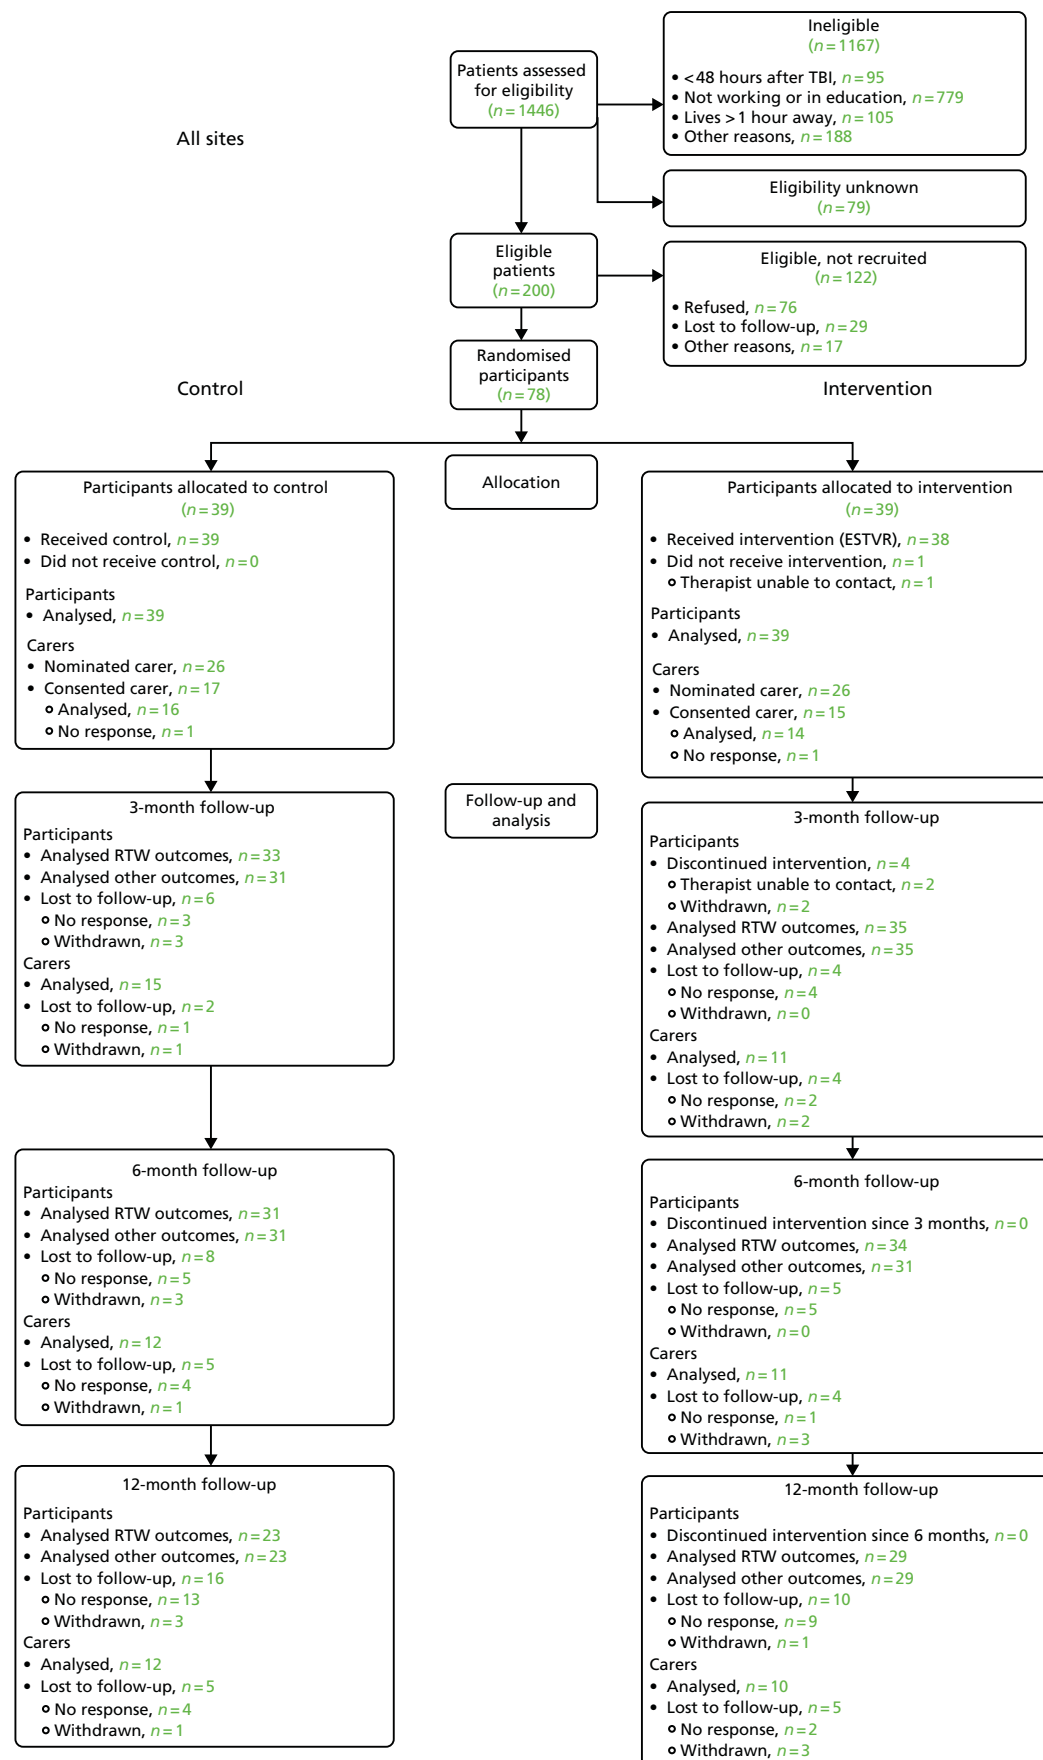 Ineligible
(n=1167)
• <48 hours after TBI, n=95
• Not working or in education, n=779
• Lives >1 hour away, n=105
• Other reasons, n=188
Patients assessed
for eligibility
(n=1446)
All sites
Eligibility unknown
(n=79)
Eligible
patients
(n=200)
Eligible, not recruited
(n=122)
• Refused, n=76
• Lost to follow-up, n=29
• Other reasons, n=17
Randomised
participants
(n=78)
Control
Intervention
Allocation
Participants allocated to control
(n=39)
• Received control, n=39
• Did not receive control, n=0
Participants
• Analysed, n=39
Carers
• Nominated carer, n=26
• Consented carer, n=17
Analysed, n=16
No response, n=1
Participants allocated to intervention
(n=39)
• Received intervention (ESTVR), n=38
• Did not receive intervention, n=1
Therapist unable to contact, n=1
Participants
• Analysed, n=39
Carers
• Nominated carer, n=26
• Consented carer, n=15
Analysed, n=14
No response, n=1
Follow-up and
analysis
3-month follow-up
Participants
• Analysed RTW outcomes, n=33
• Analysed other outcomes, n=31
• Lost to follow-up, n=6
No response, n=3
Withdrawn, n=3
Carers
• Analysed, n=15
• Lost to follow-up, n=2
No response, n=1
Withdrawn, n=1
3-month follow-up
Participants
• Discontinued intervention, n=4
Therapist unable to contact, n=2
Withdrawn, n=2
• Analysed RTW outcomes, n=35
• Analysed other outcomes, n=35
• Lost to follow-up, n=4
No response, n=4
Withdrawn, n=0
Carers
• Analysed, n=11
• Lost to follow-up, n=4
No response, n=2
Withdrawn, n=2
6-month follow-up
Participants
• Analysed RTW outcomes, n=31
• Analysed other outcomes, n=31
• Lost to follow-up, n=8
No response, n=5
Withdrawn, n=3
Carers
• Analysed, n=12
• Lost to follow-up, n=5
No response, n=4
Withdrawn, n=1
6-month follow-up
Participants
• Discontinued intervention since 3 months, n=0
• Analysed RTW outcomes, n=34
• Analysed other outcomes, n=31
• Lost to follow-up, n=5
No response, n=5
Withdrawn, n=0
Carers
• Analysed, n=11
• Lost to follow-up, n=4
No response, n=1
Withdrawn, n=3
12-month follow-up
Participants
• Analysed RTW outcomes, n=23
• Analysed other outcomes, n=23
• Lost to follow-up, n=16
No response, n=13
Withdrawn, n=3
Carers
• Analysed, n=12
• Lost to follow-up, n=5
No response, n=4
Withdrawn, n=1
12-month follow-up
Participants
• Discontinued intervention since 6 months, n=0
• Analysed RTW outcomes, n=29
• Analysed other outcomes, n=29
• Lost to follow-up, n=10
No response, n=9
Withdrawn, n=1
Carers
• Analysed, n=10
• Lost to follow-up, n=5
No response, n=2
Withdrawn, n=3